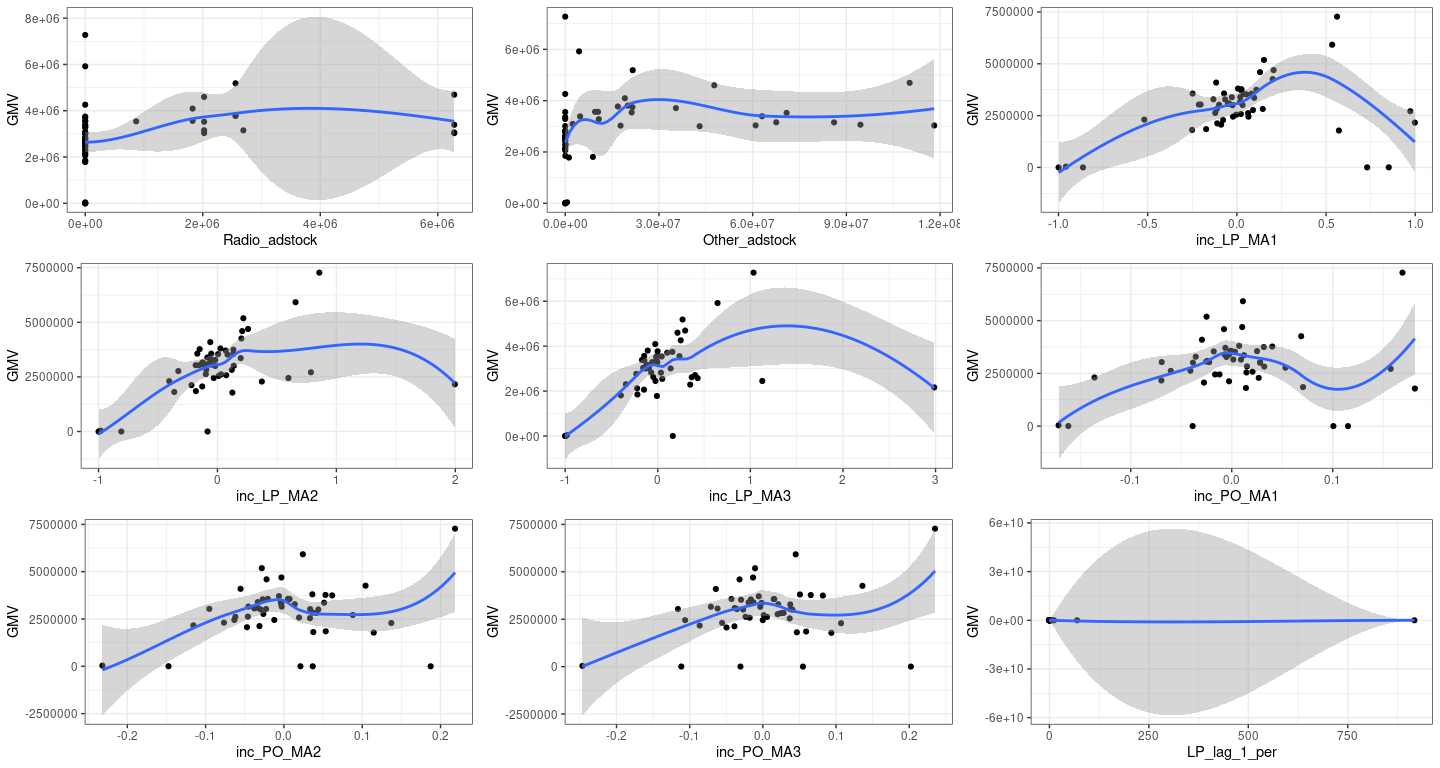 8e+06
6e+06
4e+06
2e+06
0e+00
GMV
0e+00 2e+06 4e+06 6e+06
Radio_adstock
6e+06
4e+06
2e+06
0e+00
GMV
0.0e+00 3.0e+07 6.0e+07 9.0e+07 1.2e+08
Other_adstock
7500000
5000000
2500000
0
GMV
-1.0 -0.5 0.0 0.5 1.0
inc_LP_MA1
7500000
5000000
2500000
0
GMV
-1 0 1 2
inc_LP_MA2
6e+06
4e+06
2e+06
0e+00
GMV
-1 0 1 2 3
inc_LP_MA3
7500000
5000000
2500000
0
GMV
-0.1 0.0 0.1
inc_PO_MA1
7500000
5000000
2500000
0
-2500000
GMV
-0.2 -0.1 0.0 0.1 0.2
inc_PO_MA2
7500000
5000000
2500000
0
-2500000
GMV
-0.2 -0.1 0.0 0.1 0.2
inc_PO_MA3
6e+10
3e+10
0e+00
-3e+10
-6e+10
GMV
0 250 500 750
LP_lag_1_per